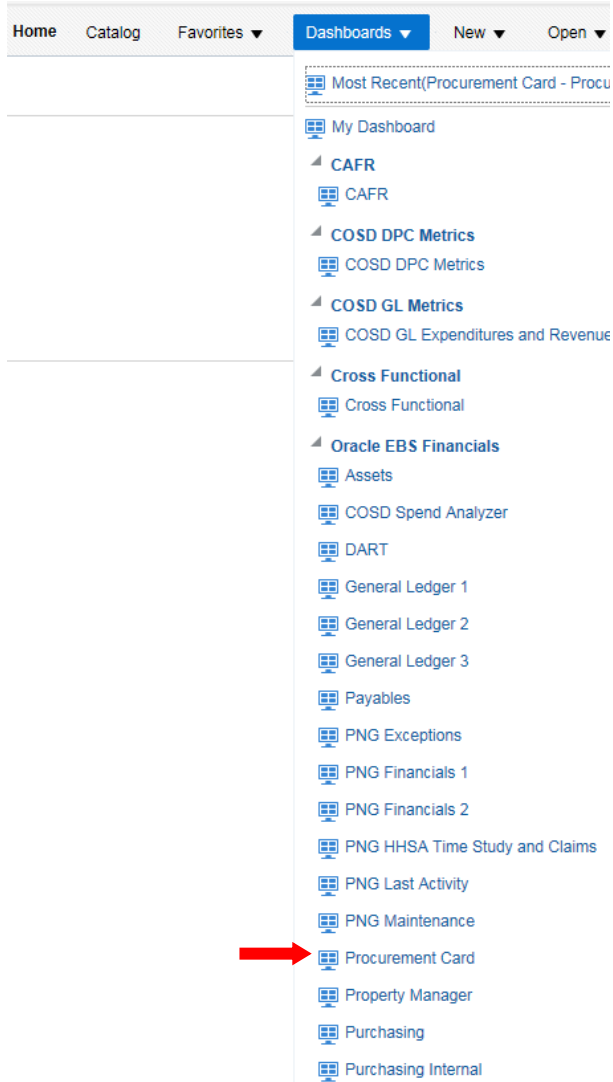 Home Catalog Favorites ▼ Dashboards ▼ New ▼ Open ▼
Most Recent(Procurement Card - Procu
My Dashboard
CAFR
CAFR
COSD DPC Metrics
COSD DPC Metrics
COSD GL Metrics
COSD GL Expenditures and Revenue
Cross Functional
Cross Functional
Oracle EBS Financials
Assets
COSD Spend Analyzer
DART
General Ledger 1
General Ledger 2
General Ledger 3
Payables
PNG Exceptions
PNG Financials 1
PNG Financials 2
PNG HHSA Time Study and Claims
PNG Last Activity
PNG Maintenance
Procurement Card
Property Manager
Purchasing
Purchasing Internal